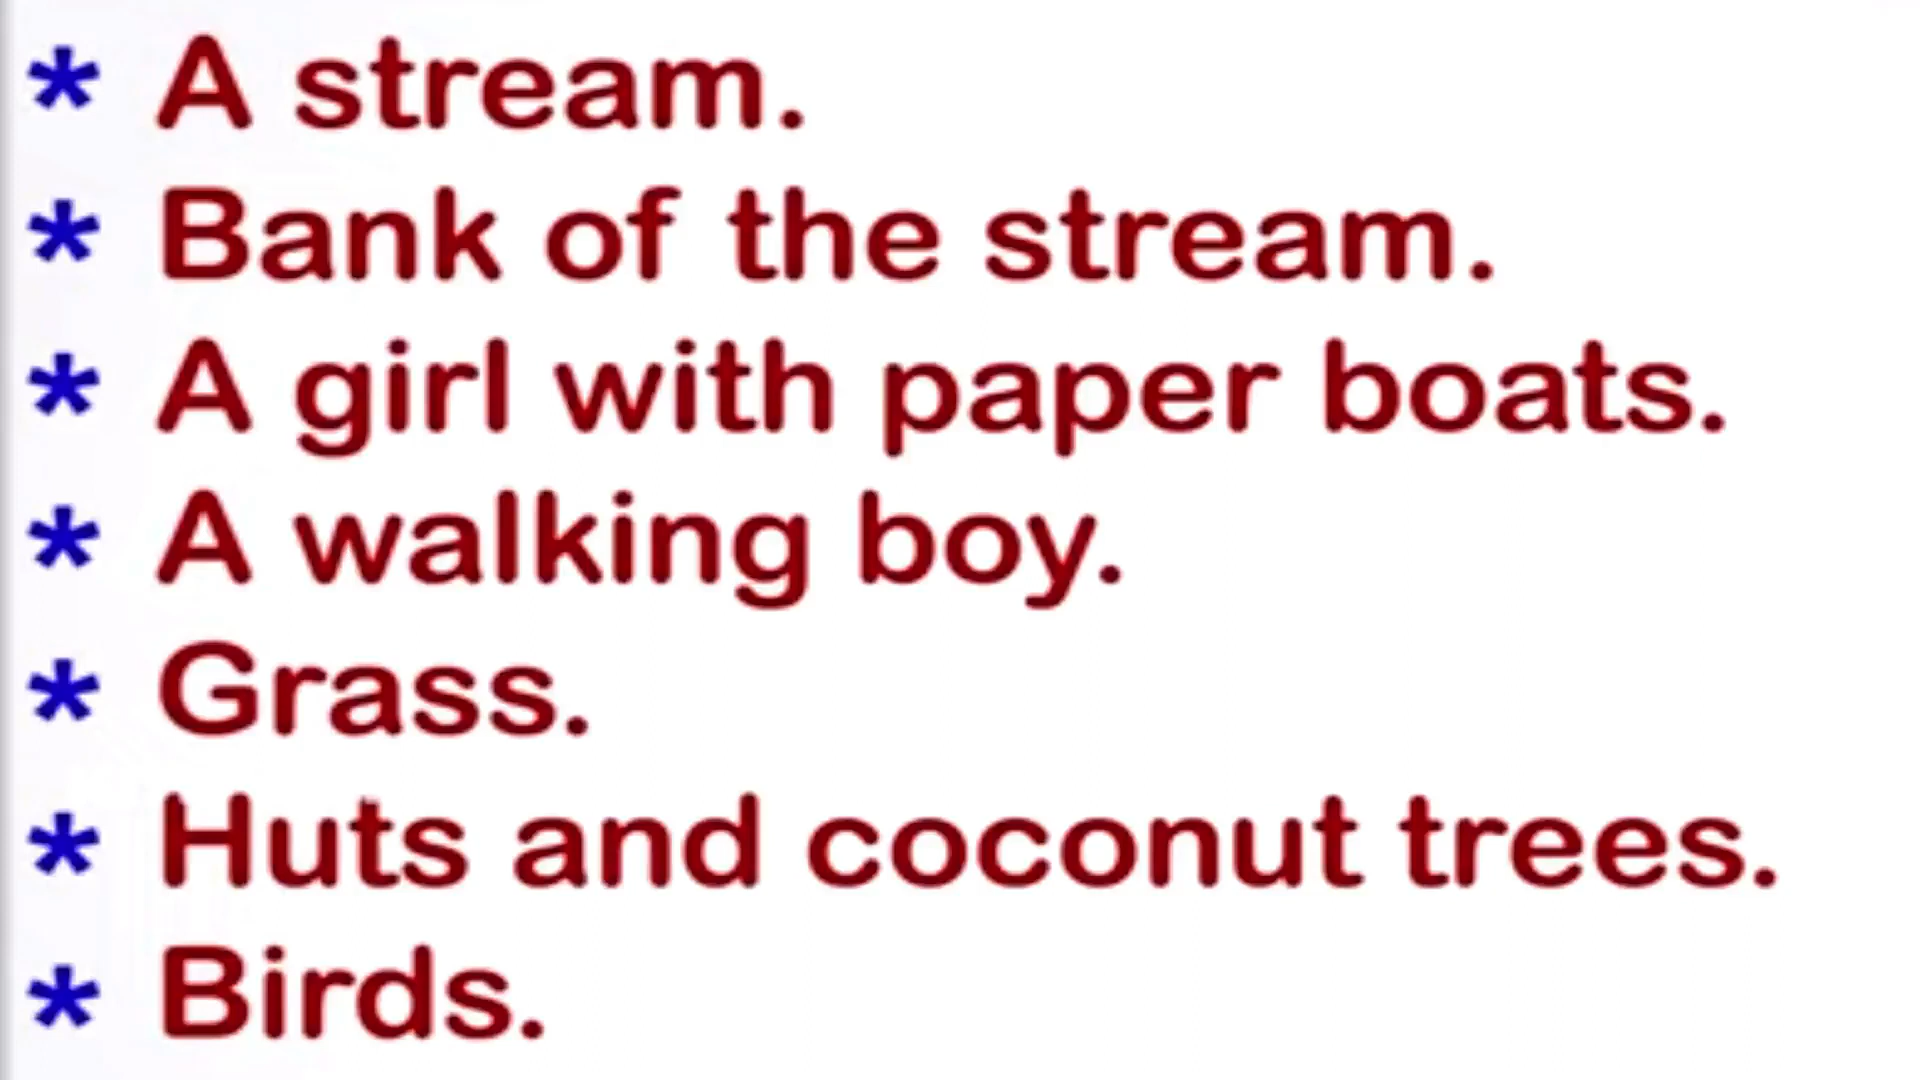 * A stream.
* Bank of the stream.
* A girl with paper boats.
* A walking boy.
* Grass.
* Huts and coconut trees.
* Birds.